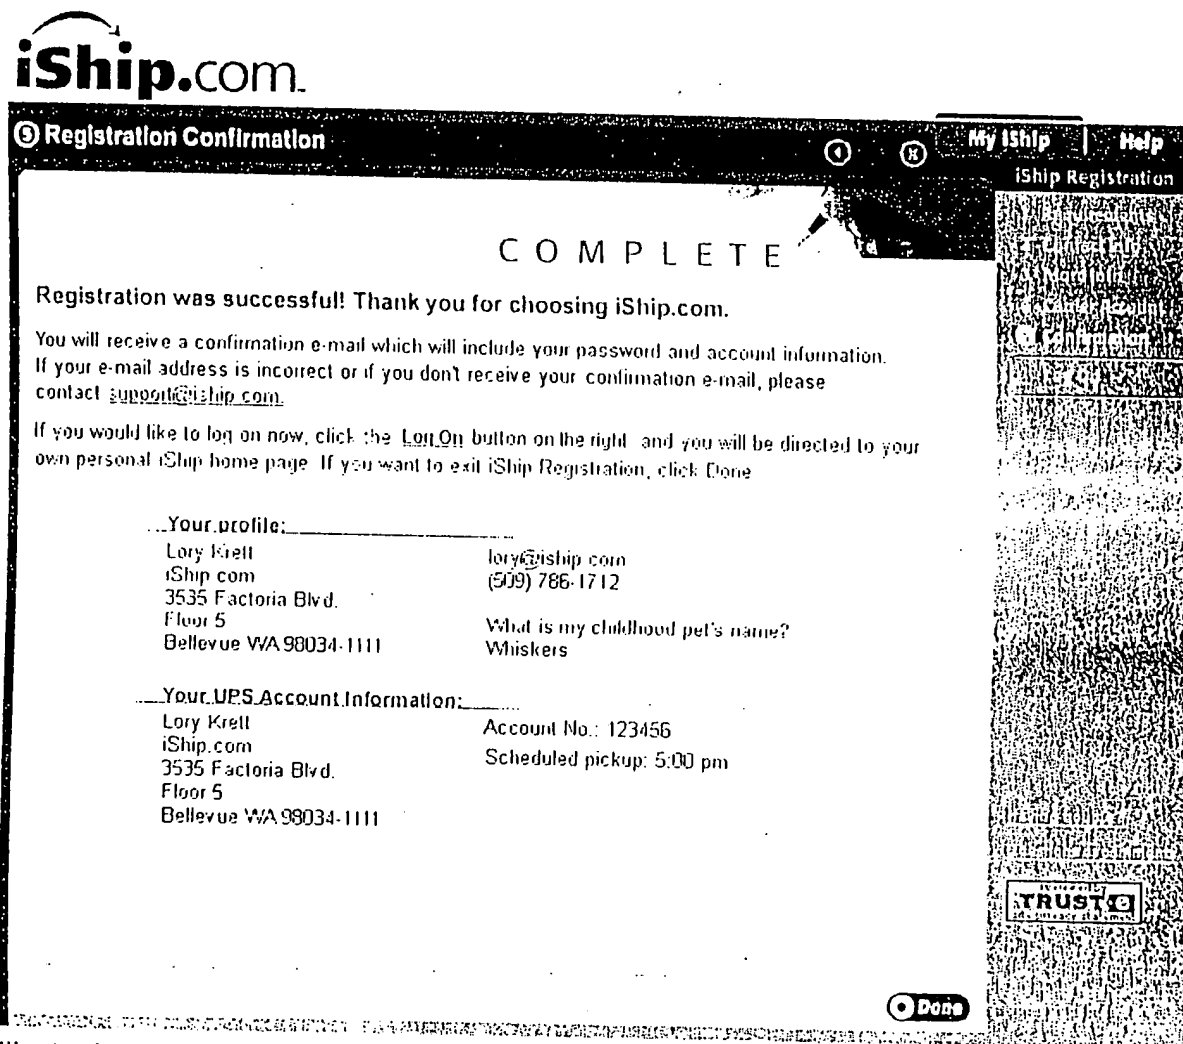 iShip.com
Registration Confirmation
My iShip | Help
iShip Registration
COMPLETE
Registration was successful! Thank you for choosing iShip.com.
You will receive a confirmation e-mail which will include your password and account information.
If your e-mail address is incorrect or if you don't receive your confirmation e-mail, please
contact support@iship.com.
If you would like to log on now, click the Log On button on the right and you will be directed to your
own personal iShip home page. If you want to exit iShip Registration, click Done
Your profile:
Lory Krett
iShip.com
3535 Factoria Blvd.
Floor 5
Bellevue WA 98034-1111
lory@iship.com
(509) 786-1712
What is my childhood pet's name?
Whiskers
Your UPS Account Information:
Lory Krett
iShip.com
3535 Factoria Blvd.
Floor 5
Bellevue WA 98034-1111
Account No.: 123456
Scheduled pickup: 5:00 pm
TRUSTe
Done